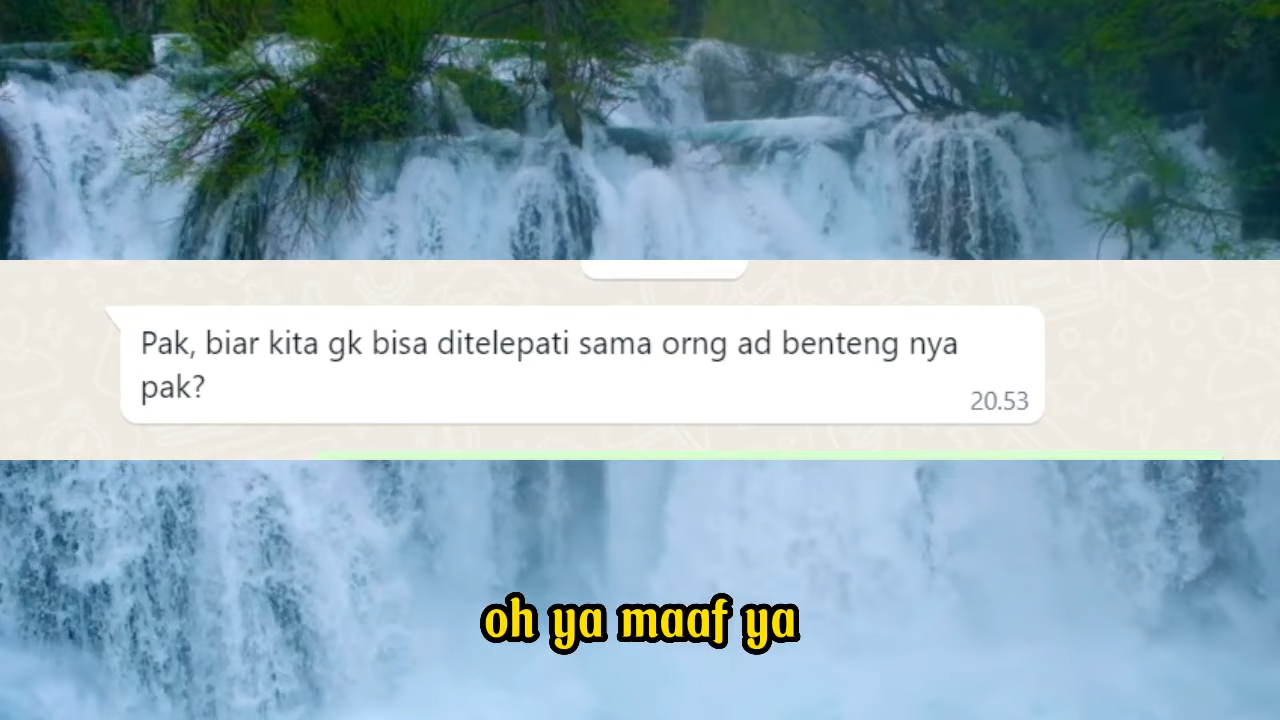 Pak, biar kita gk bisa ditelepati sama orng ad benteng nya
pak?
20.53
oh ya maaf ya